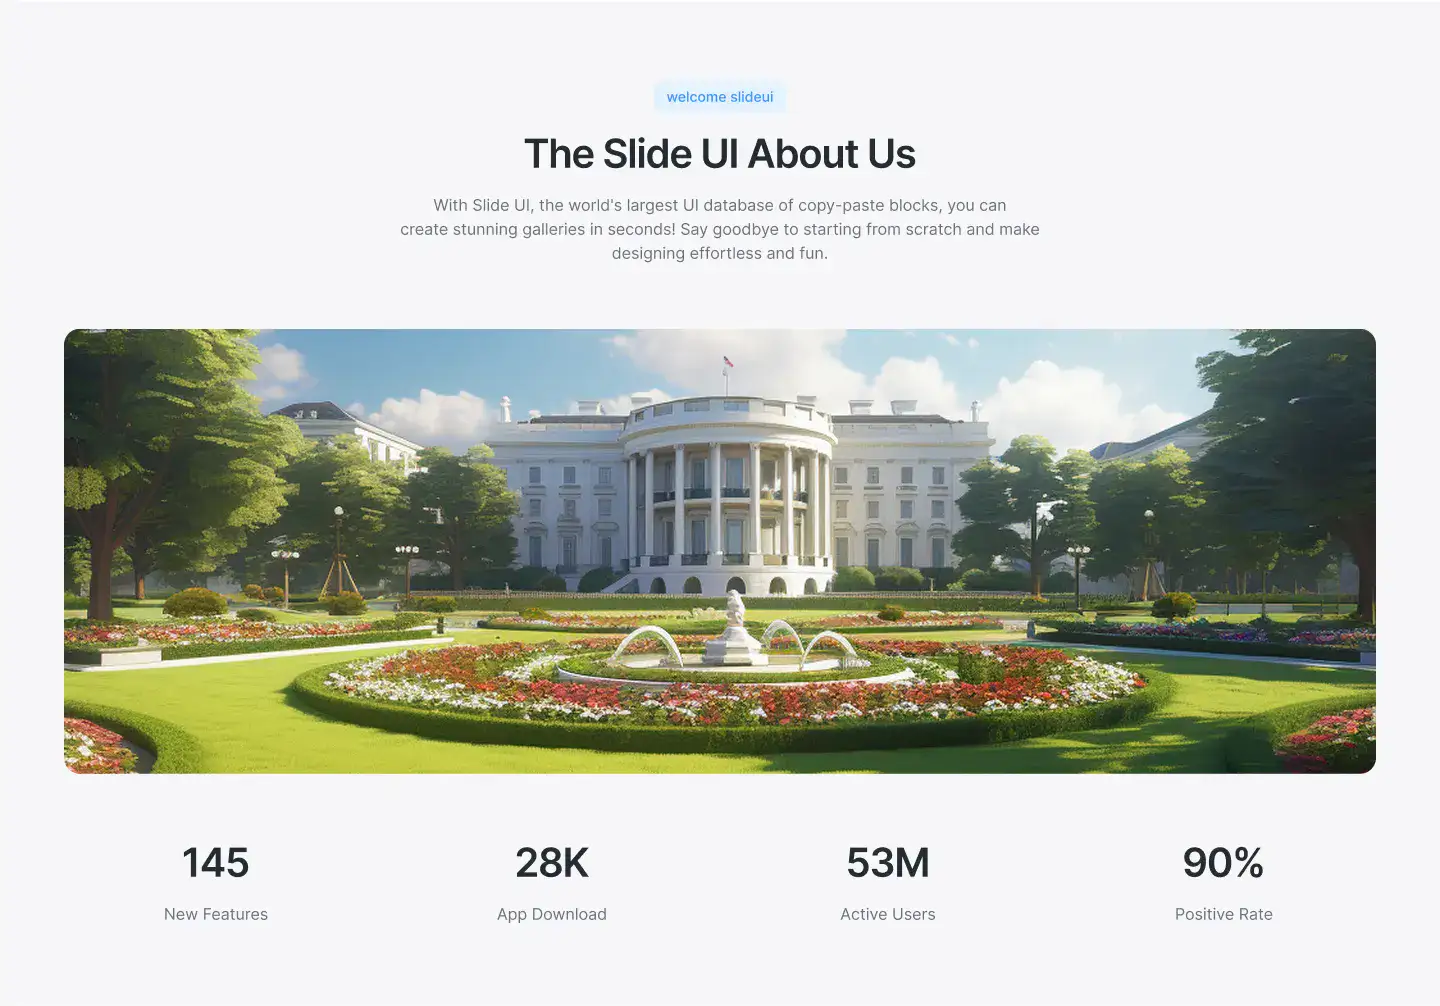 welcome slideui
The Slide UI About Us
With Slide UI, the world's largest UI database of copy-paste blocks, you can
create stunning galleries in seconds! Say goodbye to starting from scratch and make
designing effortless and fun.
145
28K
53M
90%
New Features
App Download
Active Users
Positive Rate